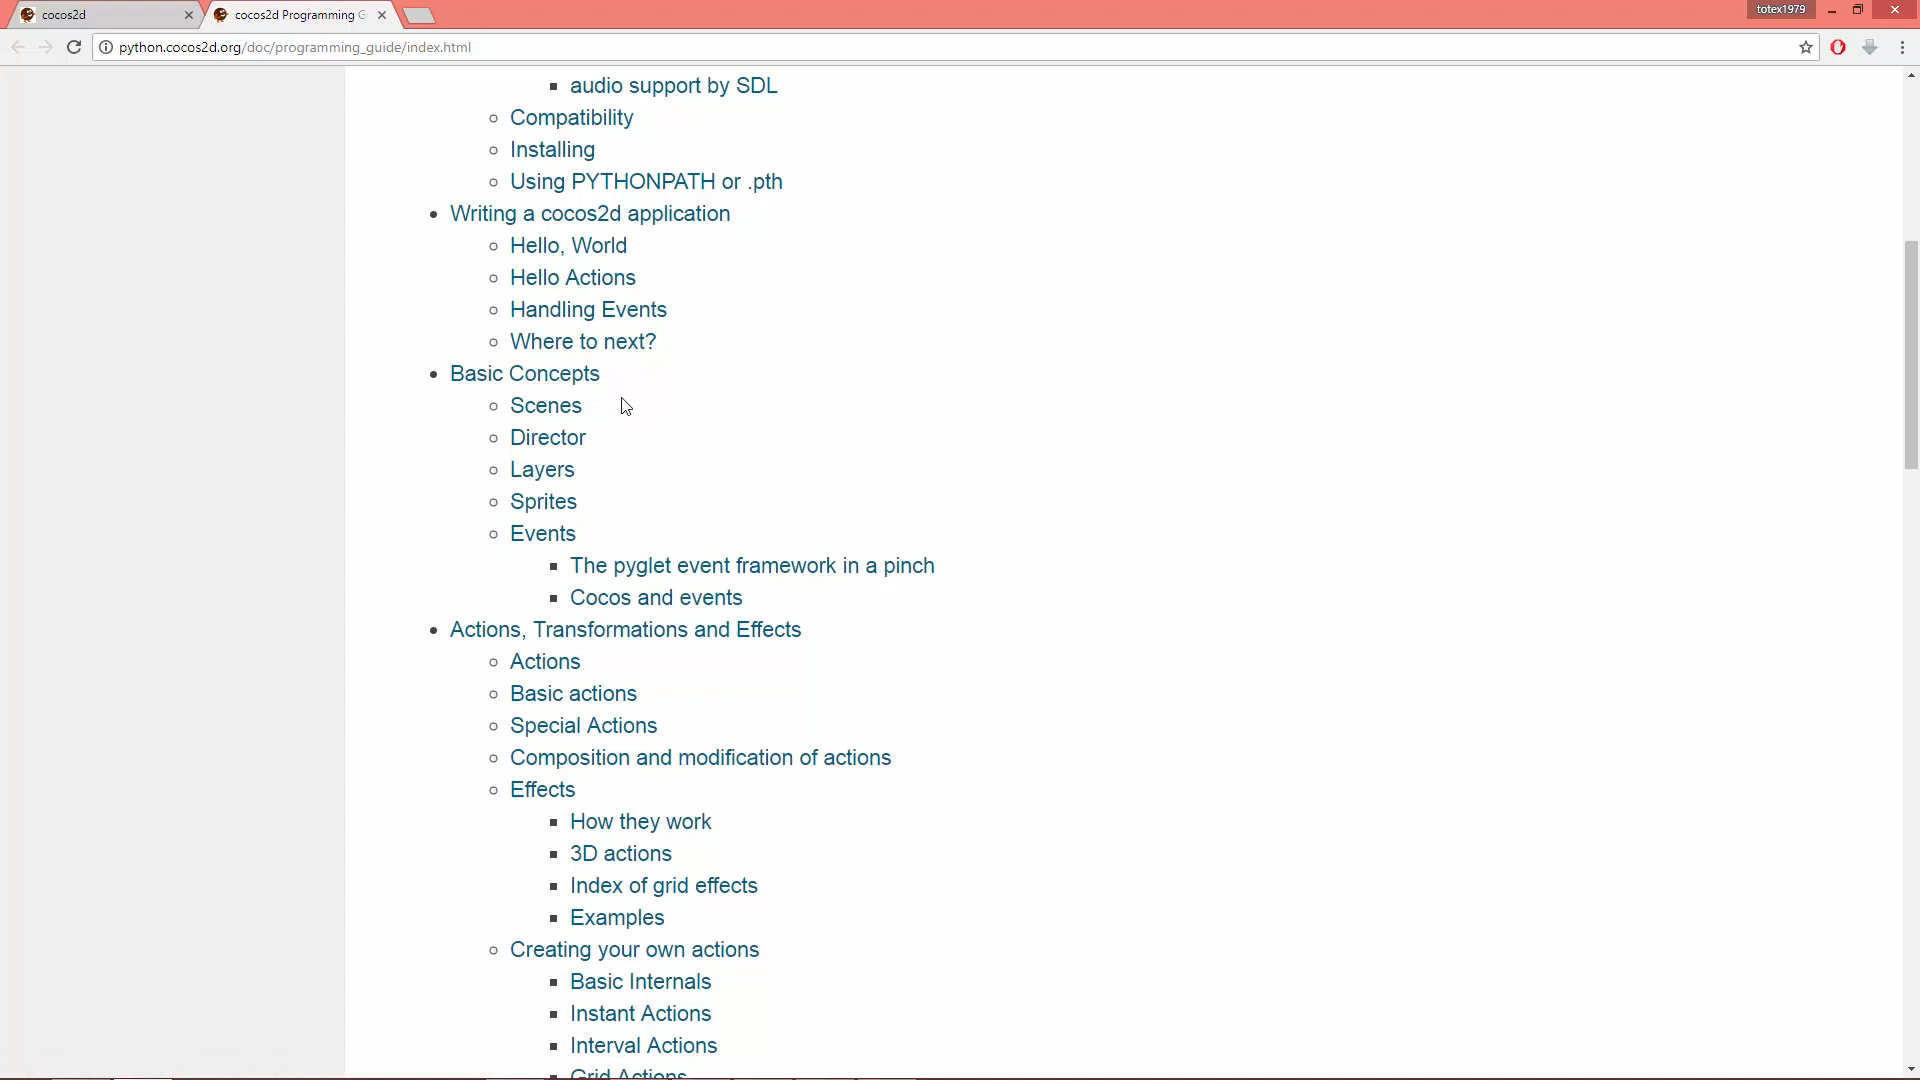 cocos2d
cocos2d Programming G
totex1979
python.cocos2d.org/doc/programming_guide/index.html
audio support by SDL
Compatibility
Installing
Using PYTHONPATH or .pth
Writing a cocos2d application
Hello, World
Hello Actions
Handling Events
Where to next?
Basic Concepts
Scenes
Director
Layers
Sprites
Events
The pyglet event framework in a pinch
Cocos and events
Actions, Transformations and Effects
Actions
Basic actions
Special Actions
Composition and modification of actions
Effects
How they work
3D actions
Index of grid effects
Examples
Creating your own actions
Basic Internals
Instant Actions
Interval Actions
Grid Actions